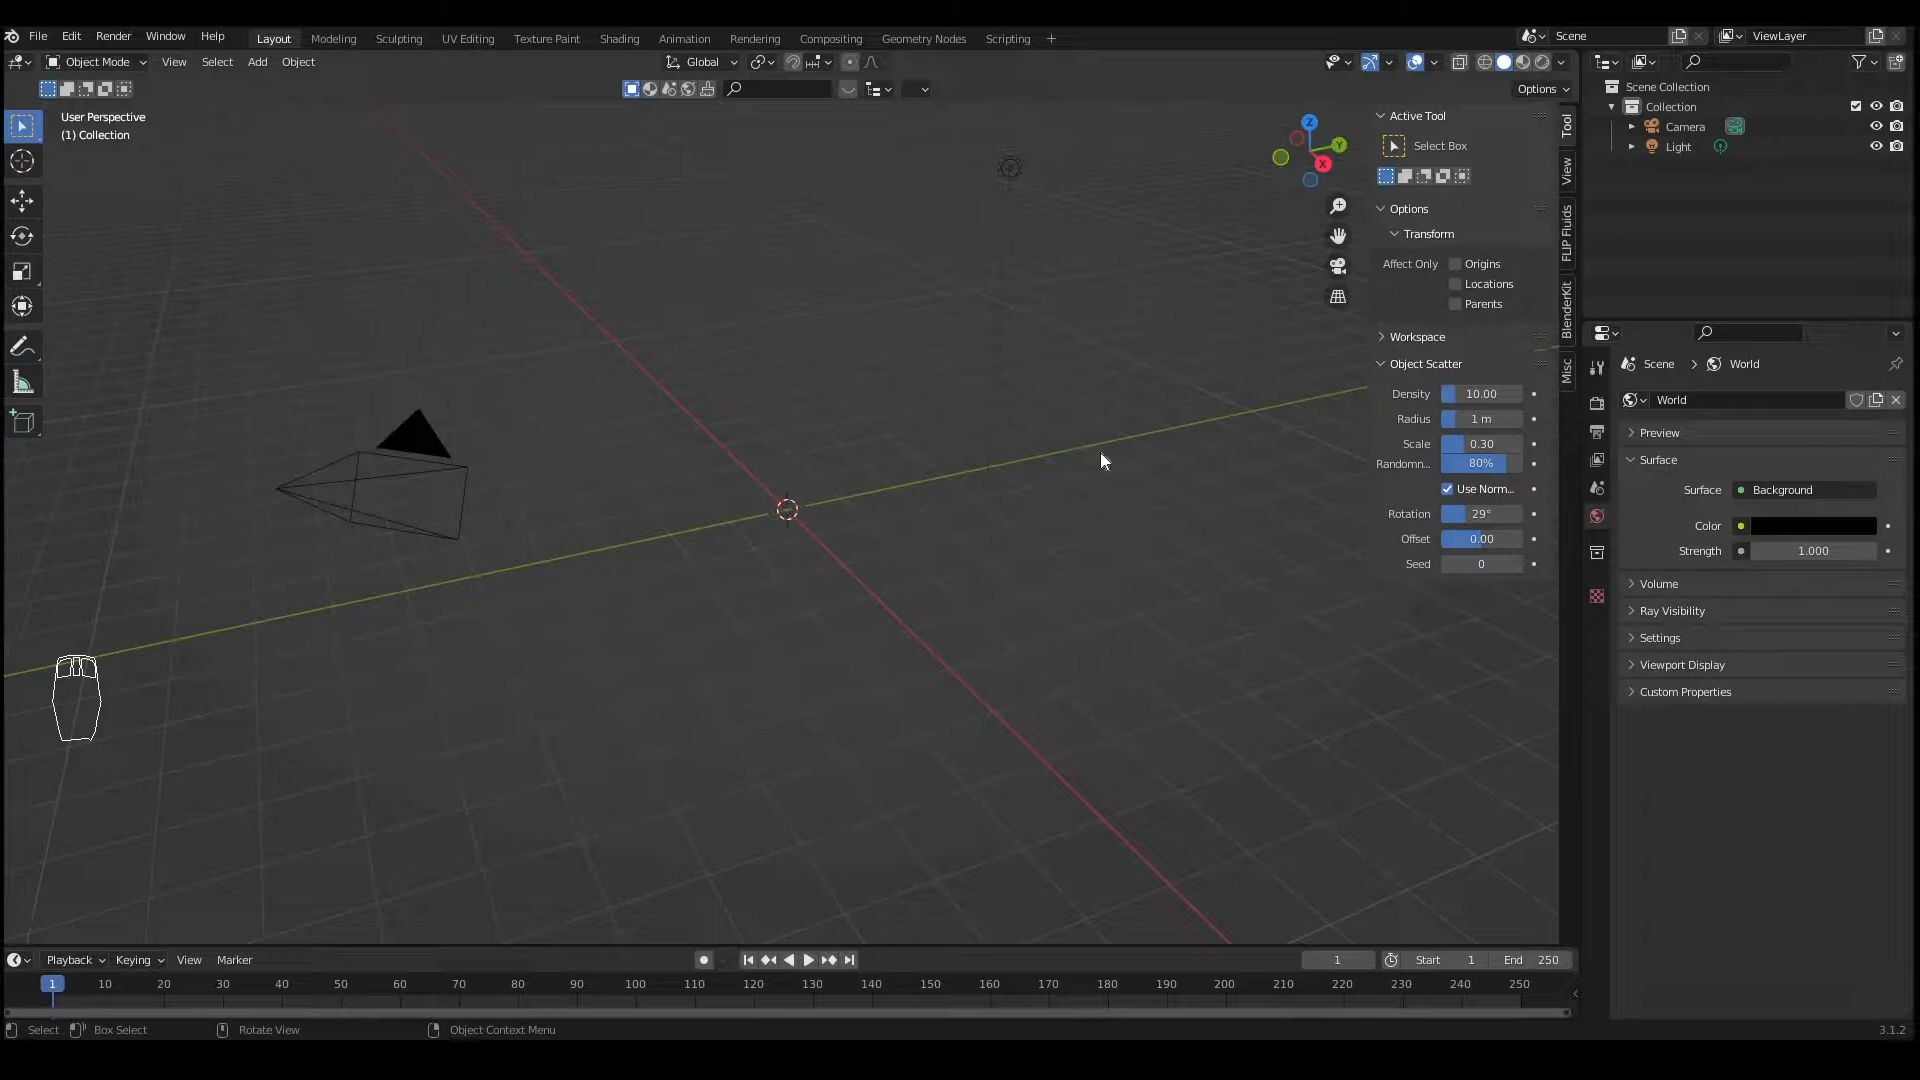 File Edit Render Window Help Layout Modeling Sculpting UV Editing Texture Paint Shading Animation Rendering Compositing Geometry Nodes Scripting + Scene ViewLayer
Object Mode View Select Add Object Global
Options
User Perspective
(1) Collection
Z
Y
X
Active Tool
Select Box
Options
Transform
Affect Only Origins
Locations
Parents
Workspace
Object Scatter
Density 10.00
Radius 1 m
Scale 0.30
Randomn... 80%
Use Norm...
Rotation 29°
Offset 0.00
Seed 0
Tool
View
FLIP Fluids
BlenderKit
Misc
Scene Collection
Collection
Camera
Light
Scene > World
World
Preview
Surface
Surface Background
Color
Strength 1.000
Volume
Ray Visibility
Settings
Viewport Display
Custom Properties
Playback Keying View Marker 1 Start 1 End 250
1 10 20 30 40 50 60 70 80 90 100 110 120 130 140 150 160 170 180 190 200 210 220 230 240 250
Select Box Select Rotate View Object Context Menu 3.1.2